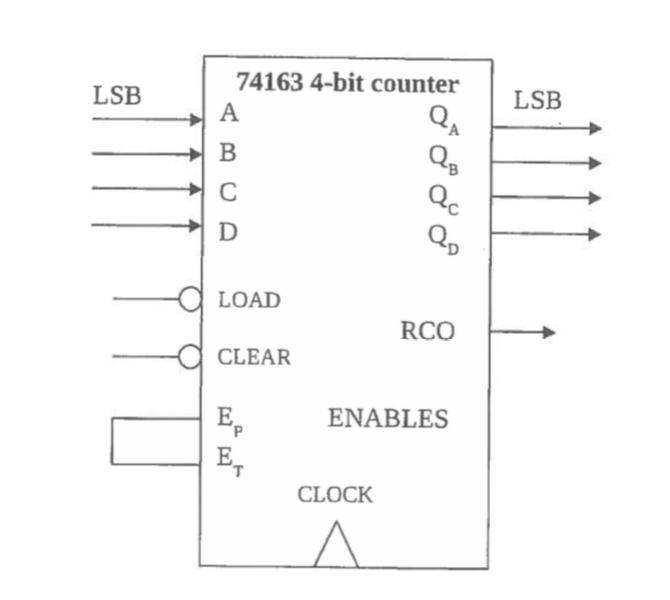 74163 4-bit counter
LSB
LSB
A
Q_A
B
Q_B
C
Q_C
D
Q_D
LOAD
RCO
CLEAR
E_P
ENABLES
E_T
CLOCK